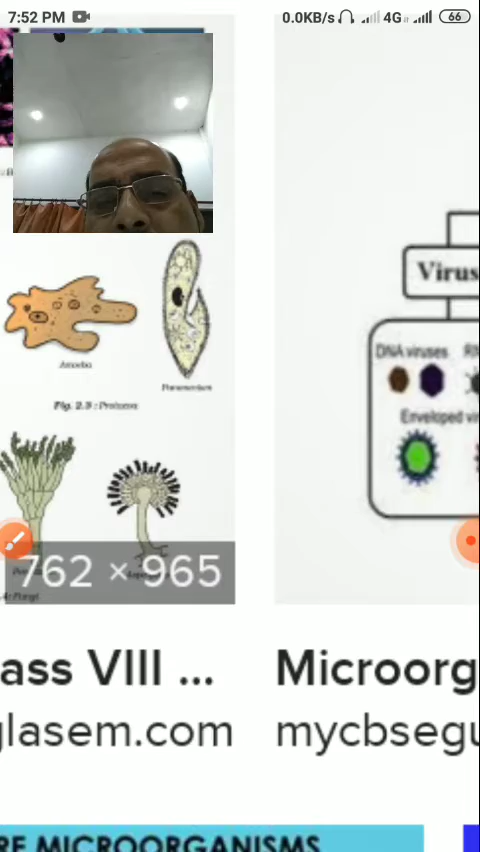 7:52 PM
0.0KB/s 4G 66
Virus
DNA viruses
Amoeba
Paramecium
Fig. 2.3 : Protozoa
Enveloped vi
762 × 965
ass VIII ...
Microorg
glasem.com
mycbsegu
RE MICROORGANISMS